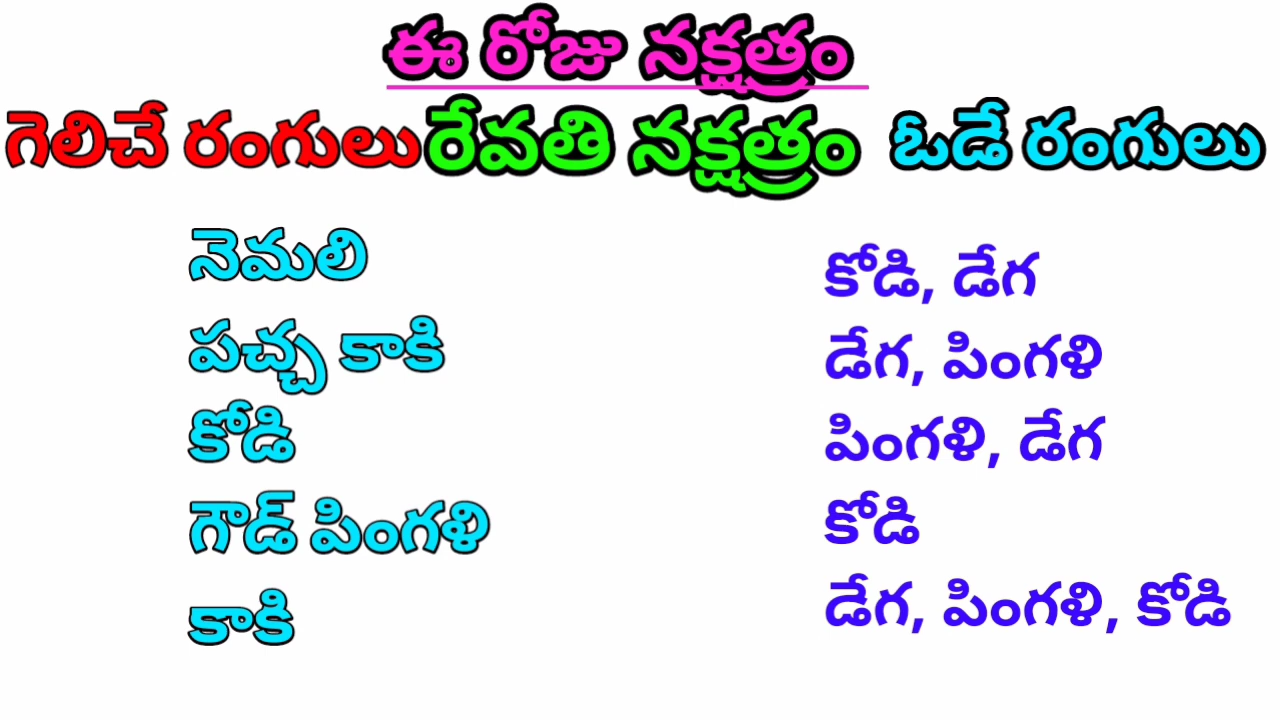 ఈ రోజు నక్షత్రం
గెలిచే రంగులు రేవతి నక్షత్రం ఓడే రంగులు
నెమలి
కోడి, డేగ
పచ్చ కాకి
డేగ, పింగళి
కోడి
పింగళి, డేగ
గౌడ్ పింగళి
కోడి
కాకి
డేగ, పింగళి, కోడి